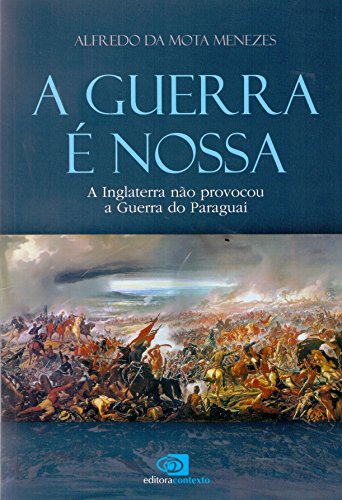 ALFREDO DA MOTA MENEZES
A GUERRA
É NOSSA
A Inglaterra não provocou
a Guerra do Paraguai
editoracontexto